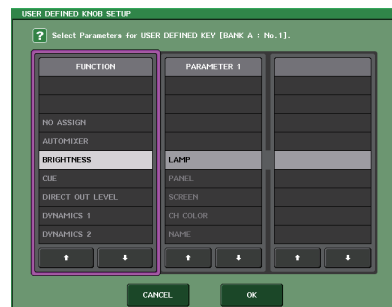 USER DEFINED KNOB SETUP
? Select Parameters for USER DEFINED KEY [BANK A : No.1].
FUNCTION
NO ASSIGN
AUTOMIXER
BRIGHTNESS
CUE
DIRECT OUT LEVEL
DYNAMICS 1
DYNAMICS 2
PARAMETER 1
LAMP
PANEL
SCREEN
CH COLOR
NAME
CANCEL
OK